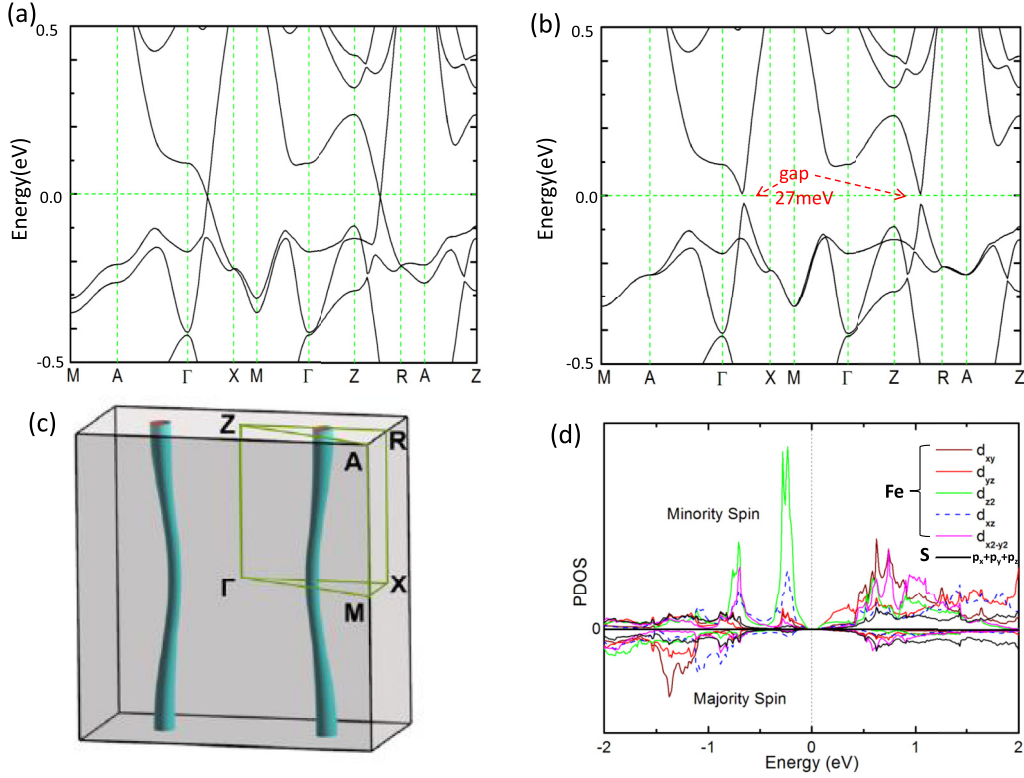 (a)
0.5
Energy(eV)
0.0
-0.5
M A Γ X M Γ Z R A Z
(b)
0.5
Energy(eV)
0.0
gap
27meV
-0.5
M A Γ X M Γ Z R A Z
(c)
Z
R
A
Γ
X
M
(d)
PDOS
Minority Spin
Fe
d_xy
d_yz
d_z2
d_xz
d_x2-y2
S p_x+p_y+p_z
0
Majority Spin
-2 -1 0 1 2
Energy (eV)